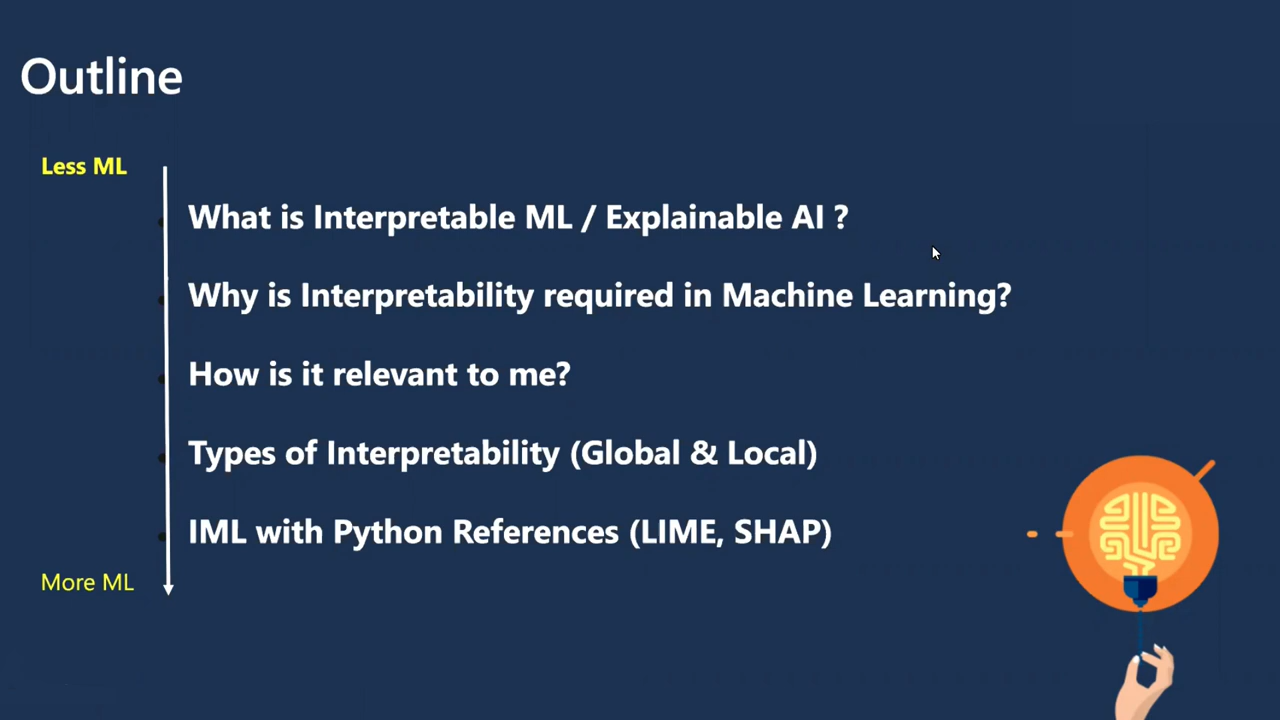 Outline
Less ML
What is Interpretable ML / Explainable AI ?
Why is Interpretability required in Machine Learning?
How is it relevant to me?
Types of Interpretability (Global & Local)
IML with Python References (LIME, SHAP)
More ML